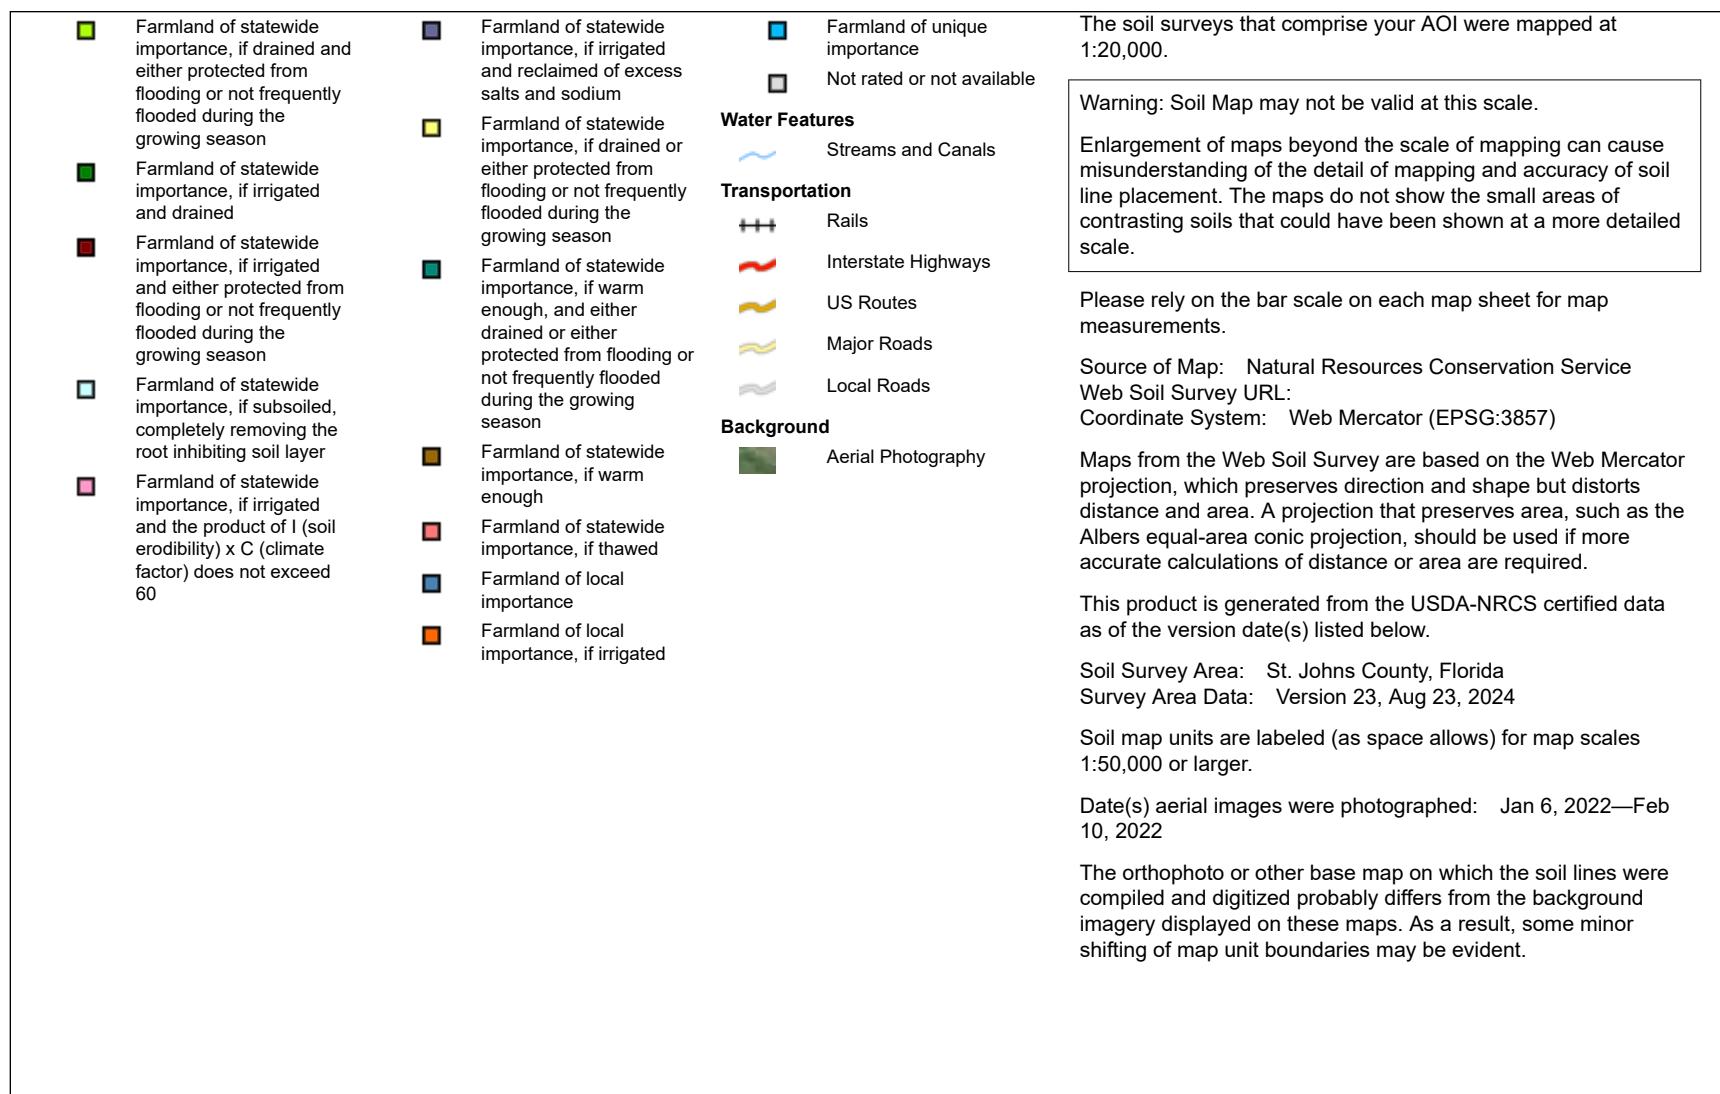 Farmland of statewide
importance, if drained and
either protected from
flooding or not frequently
flooded during the
growing season
Farmland of statewide
importance, if irrigated
and drained
Farmland of statewide
importance, if irrigated
and either protected from
flooding or not frequently
flooded during the
growing season
Farmland of statewide
importance, if subsoiled,
completely removing the
root inhibiting soil layer
Farmland of statewide
importance, if irrigated
and the product of I (soil
erodibility) x C (climate
factor) does not exceed
60
Farmland of statewide
importance, if irrigated
and reclaimed of excess
salts and sodium
Farmland of statewide
importance, if drained or
either protected from
flooding or not frequently
flooded during the
growing season
Farmland of statewide
importance, if warm
enough, and either
drained or either
protected from flooding or
not frequently flooded
during the growing
season
Farmland of statewide
importance, if warm
enough
Farmland of statewide
importance, if thawed
Farmland of local
importance
Farmland of local
importance, if irrigated
Farmland of unique
importance
Not rated or not available
Water Features
Streams and Canals
Transportation
Rails
Interstate Highways
US Routes
Major Roads
Local Roads
Background
Aerial Photography
The soil surveys that comprise your AOI were mapped at
1:20,000.
Warning: Soil Map may not be valid at this scale.
Enlargement of maps beyond the scale of mapping can cause
misunderstanding of the detail of mapping and accuracy of soil
line placement. The maps do not show the small areas of
contrasting soils that could have been shown at a more detailed
scale.
Please rely on the bar scale on each map sheet for map
measurements.
Source of Map: Natural Resources Conservation Service
Web Soil Survey URL:
Coordinate System: Web Mercator (EPSG:3857)
Maps from the Web Soil Survey are based on the Web Mercator
projection, which preserves direction and shape but distorts
distance and area. A projection that preserves area, such as the
Albers equal-area conic projection, should be used if more
accurate calculations of distance or area are required.
This product is generated from the USDA-NRCS certified data
as of the version date(s) listed below.
Soil Survey Area: St. Johns County, Florida
Survey Area Data: Version 23, Aug 23, 2024
Soil map units are labeled (as space allows) for map scales
1:50,000 or larger.
Date(s) aerial images were photographed: Jan 6, 2022—Feb
10, 2022
The orthophoto or other base map on which the soil lines were
compiled and digitized probably differs from the background
imagery displayed on these maps. As a result, some minor
shifting of map unit boundaries may be evident.